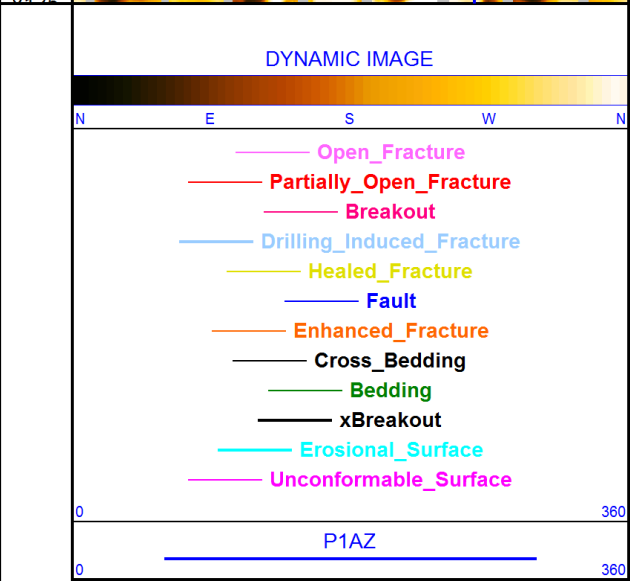 DYNAMIC IMAGE
N E S W N
Open_Fracture
Partially_Open_Fracture
Breakout
Drilling_Induced_Fracture
Healed_Fracture
Fault
Enhanced_Fracture
Cross_Bedding
Bedding
xBreakout
Erosional_Surface
Unconformable_Surface
0 360
P1AZ
0 360